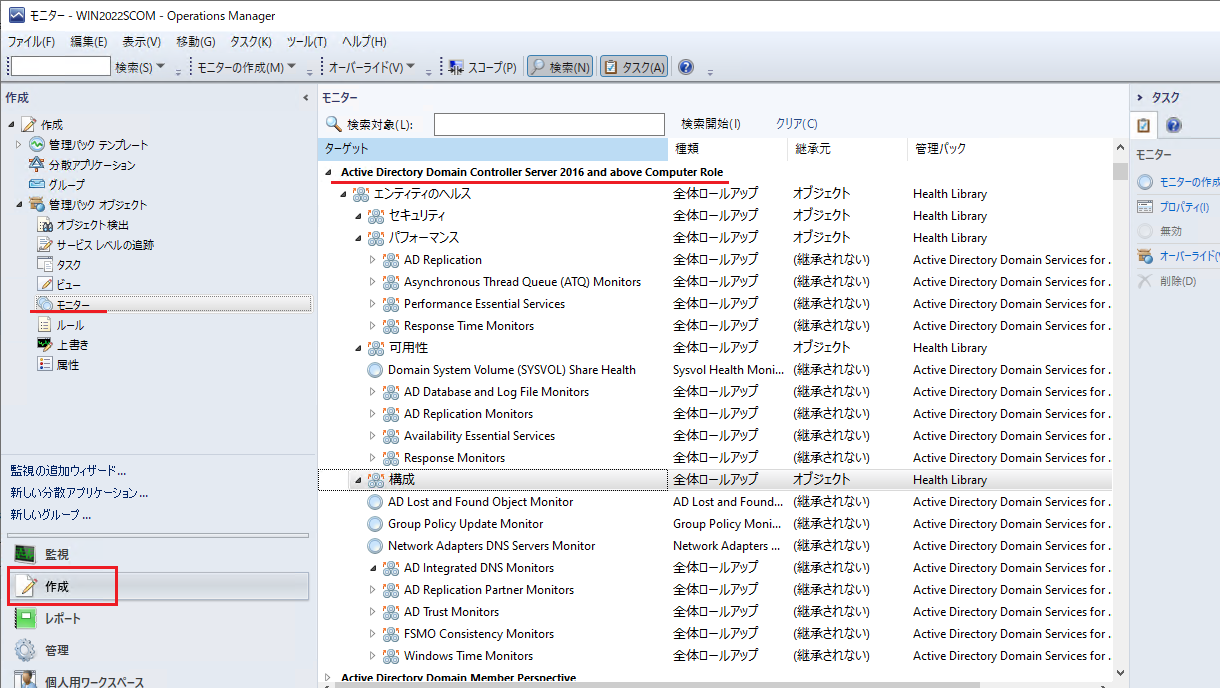 モニター - WIN2022SCOM - Operations Manager
ファイル(F) 編集(E) 表示(V) 移動(G) タスク(K) ツール(T) ヘルプ(H)
検索(S) モニターの作成(M) オーバーライド(V) スコープ(P) 検索(N) タスク(A)
作成
作成
管理パック テンプレート
分散アプリケーション
グループ
管理パック オブジェクト
オブジェクト検出
サービス レベルの追跡
タスク
ビュー
モニター
ルール
上書き
属性
監視の追加ウィザード...
新しい分散アプリケーション...
新しいグループ...
監視
作成
レポート
管理
個人用ワークスペース
モニター
検索対象(L): 検索開始(I) クリア(C)
ターゲット 種類 継承元 管理パック
Active Directory Domain Controller Server 2016 and above Computer Role
エンティティのヘルス 全体ロールアップ オブジェクト Health Library
セキュリティ 全体ロールアップ オブジェクト Health Library
パフォーマンス 全体ロールアップ オブジェクト Health Library
AD Replication 全体ロールアップ (継承されない) Active Directory Domain Services for .
Asynchronous Thread Queue (ATQ) Monitors 全体ロールアップ (継承されない) Active Directory Domain Services for .
Performance Essential Services 全体ロールアップ (継承されない) Active Directory Domain Services for .
Response Time Monitors 全体ロールアップ (継承されない) Active Directory Domain Services for .
可用性 全体ロールアップ オブジェクト Health Library
Domain System Volume (SYSVOL) Share Health Sysvol Health Moni... (継承されない) Active Directory Domain Services for .
AD Database and Log File Monitors 全体ロールアップ (継承されない) Active Directory Domain Services for .
AD Replication Monitors 全体ロールアップ (継承されない) Active Directory Domain Services for .
Availability Essential Services 全体ロールアップ (継承されない) Active Directory Domain Services for .
Response Monitors 全体ロールアップ (継承されない) Active Directory Domain Services for .
構成 全体ロールアップ オブジェクト Health Library
AD Lost and Found Object Monitor AD Lost and Found... (継承されない) Active Directory Domain Services for .
Group Policy Update Monitor Group Policy Moni... (継承されない) Active Directory Domain Services for .
Network Adapters DNS Servers Monitor Network Adapters ... (継承されない) Active Directory Domain Services for .
AD Integrated DNS Monitors 全体ロールアップ (継承されない) Active Directory Domain Services for .
AD Replication Partner Monitors 全体ロールアップ (継承されない) Active Directory Domain Services for .
AD Trust Monitors 全体ロールアップ (継承されない) Active Directory Domain Services for .
FSMO Consistency Monitors 全体ロールアップ (継承されない) Active Directory Domain Services for .
Windows Time Monitors 全体ロールアップ (継承されない) Active Directory Domain Services for .
Active Directory Domain Member Perspective
タスク
モニター
モニターの作成
プロパティ(I)
無効
オーバーライド(V
削除(D)